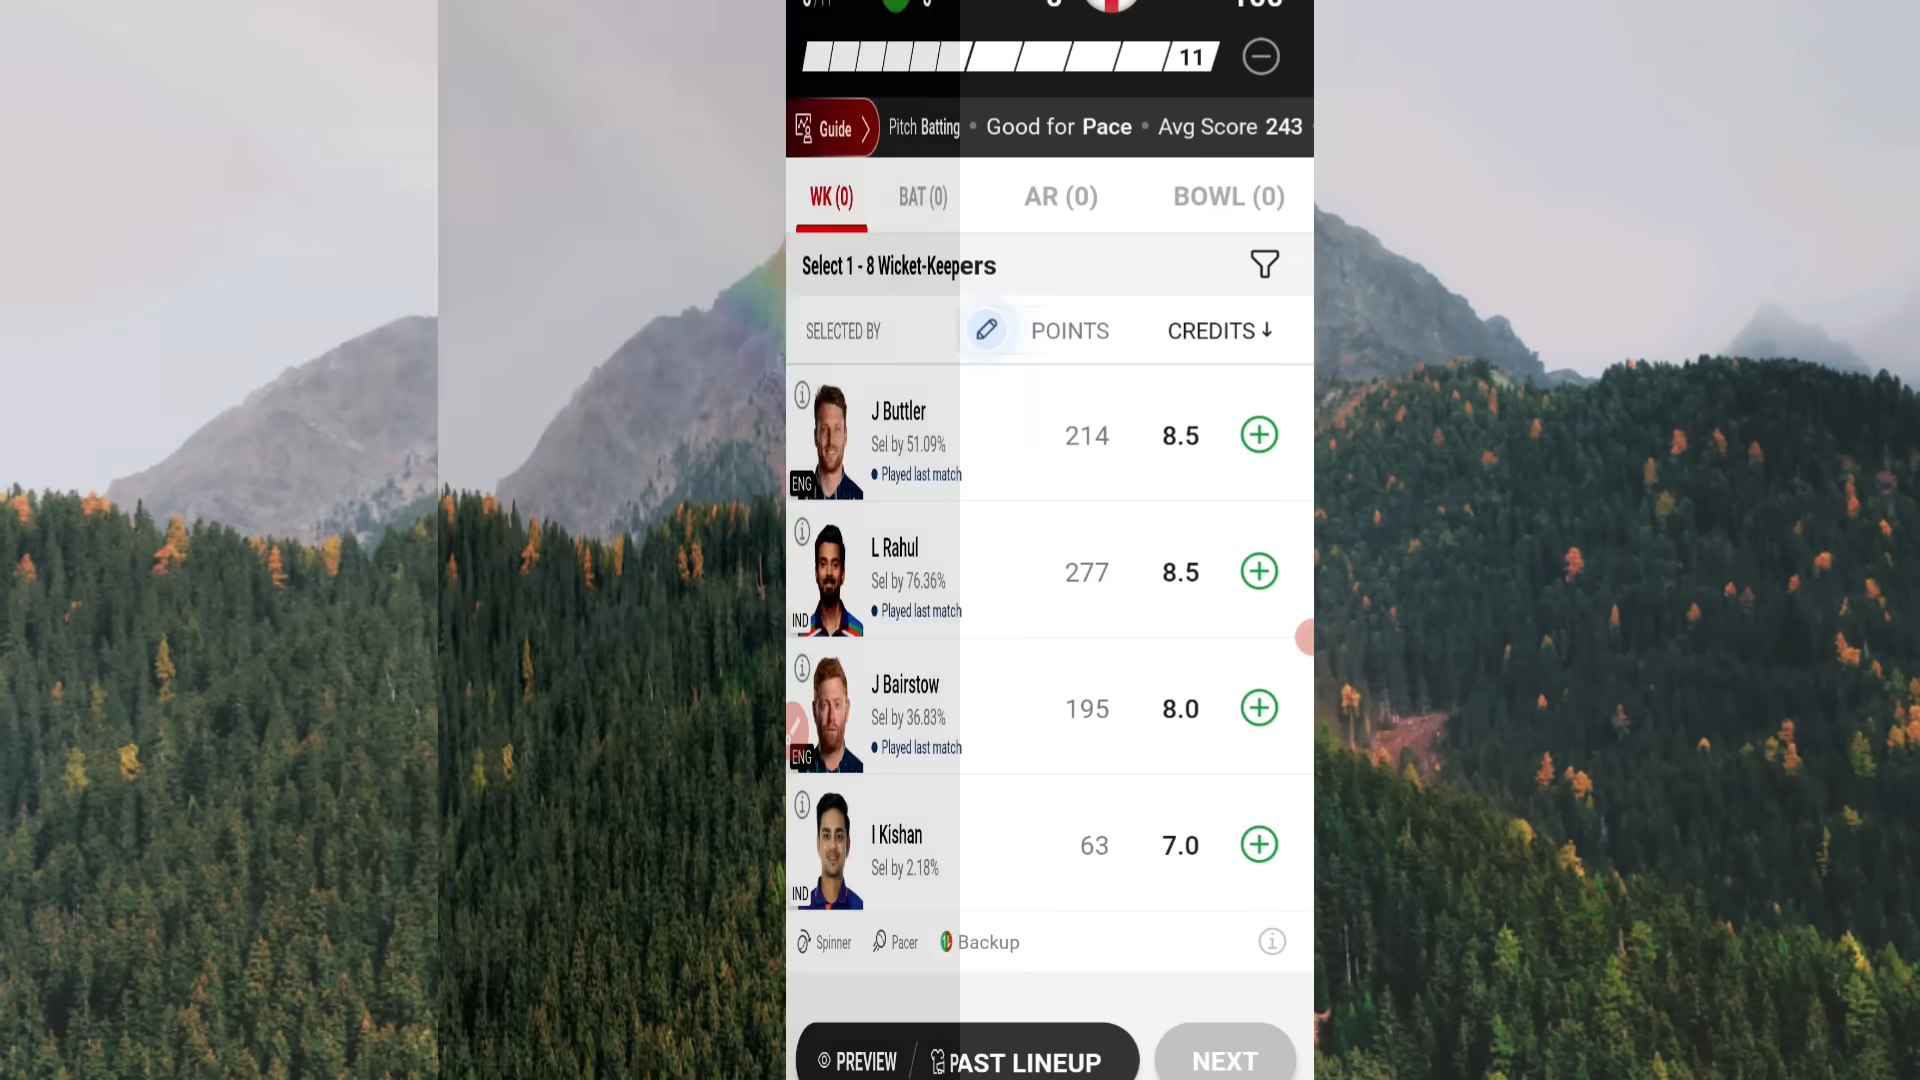 11
Guide
Pitch Batting • Good for Pace • Avg Score 243
WK (0) BAT (0) AR (0) BOWL (0)
Select 1 - 8 Wicket-Keepers
SELECTED BY POINTS CREDITS ↓
J Buttler
Sel by 51.09%
Played last match
ENG
214 8.5
L Rahul
Sel by 76.36%
Played last match
IND
277 8.5
J Bairstow
Sel by 36.83%
Played last match
ENG
195 8.0
I Kishan
Sel by 2.18%
IND
63 7.0
Spinner Pacer Backup
PREVIEW / PAST LINEUP NEXT